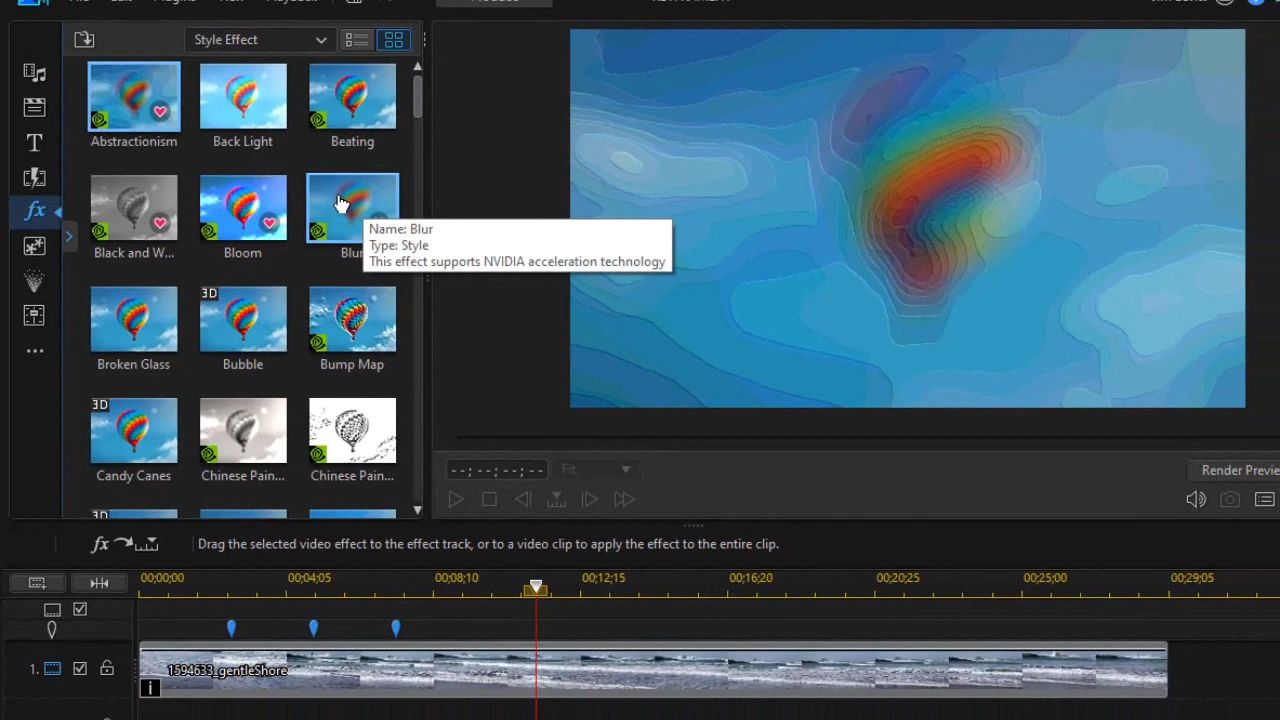 Style Effect
Abstractionism
Back Light
Beating
Black and W...
Bloom
Blur
Name: Blur
Type: Style
This effect supports NVIDIA acceleration technology
3D
Broken Glass
Bubble
Bump Map
3D
Candy Canes
Chinese Pain...
Chinese Pain...
3D
--;--;--;--
Fit:
Render Previe
fx
Drag the selected video effect to the effect track, or to a video clip to apply the effect to the entire clip.
00;00;00
00;04;05
00;08;10
00;12;15
00;16;20
00;20;25
00;25;00
00;29;05
1.
1594633_gentleShore